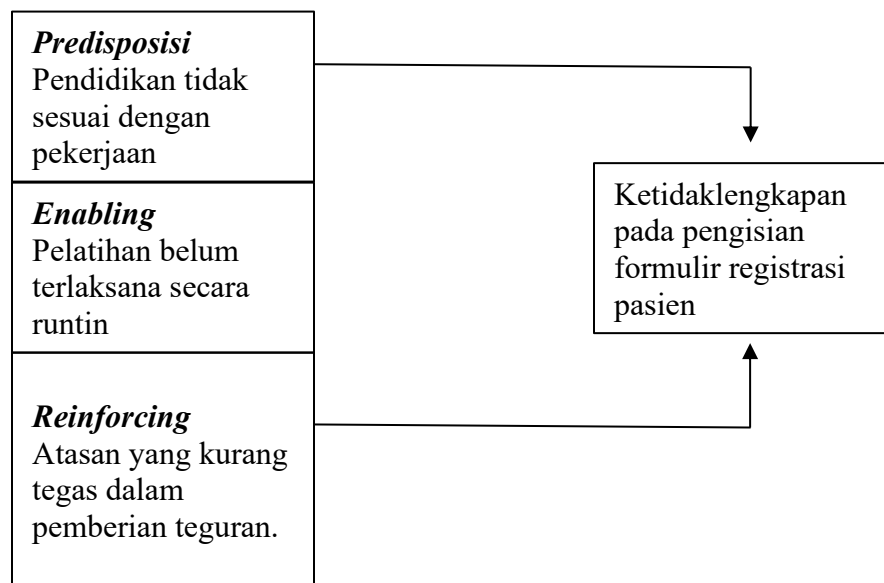 Predisposisi
Pendidikan tidak
sesuai dengan
pekerjaan
Enabling
Pelatihan belum
terlaksana secara
runtin
Reinforcing
Atasan yang kurang
tegas dalam
pemberian teguran.
Ketidaklengkapan
pada pengisian
formulir registrasi
pasien